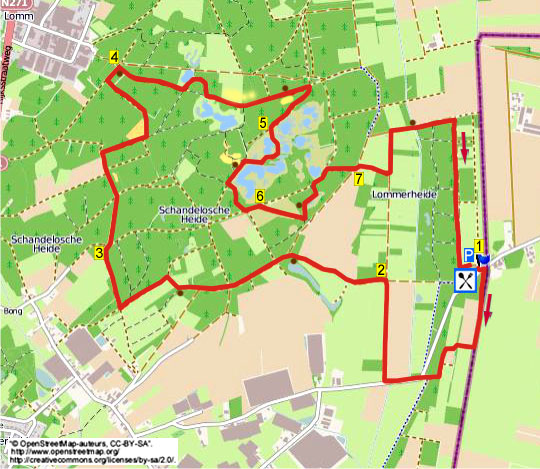 N271
Lomm
4
5
1
P
7
Lommerheide
6
Schandelosche
Heide
Schandelosche
Heide
3
2
Bong
© OpenStreetMap-auteurs, CC-BY-SA".
http://www.openstreetmap.org/
http://creativecommons.org/licenses/by-sa/2.0/.